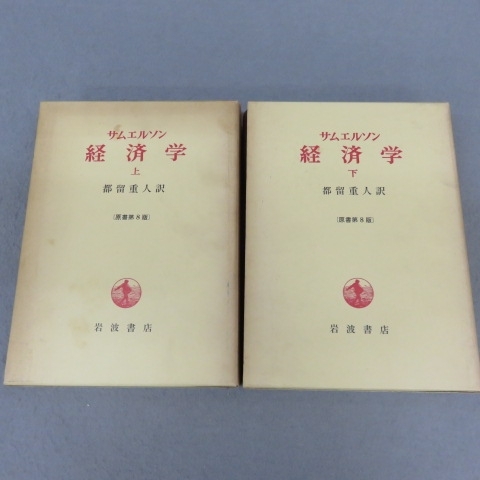 サムエルソン
経済学
上
都留重人訳
〔原書第8版〕
岩波書店
サムエルソン
経済学
下
都留重人訳
〔原書第8版〕
岩波書店